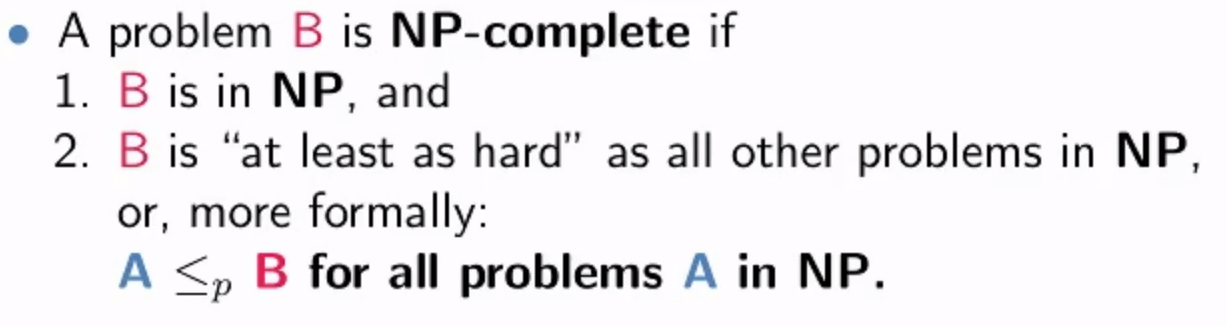 • A problem B is NP-complete if
1. B is in NP, and
2. B is “at least as hard” as all other problems in NP,
or, more formally:
A ≤p B for all problems A in NP.